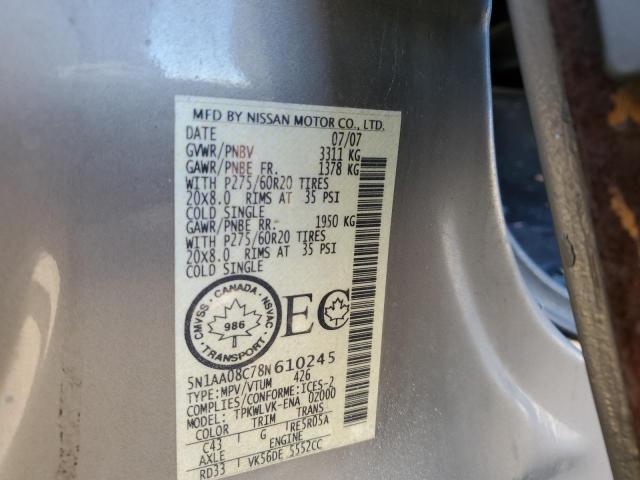 MFD BY NISSAN MOTOR CO., LTD.
DATE 07/07
GVWR/PNBV 3311 KG
GAWR/PNBE FR. 1378 KG
WITH P275/60R20 TIRES
20X8.0 RIMS AT 35 PSI
COLD SINGLE
GAWR/PNBE RR- 1950 KG
WITH P275/60R20 TIRES
20X8.0 RIMS AT 35 PSI
COLD SINGLE
CMVSS · CANADA · NSVAC
986
TRANSPORT
EC
5N1AA08C78N610245
TYPE:MPV/VTUM 426
COMPLIES/CONFORME:ICES-2
MODEL: TPKWLVK-ENA 02000
COLOR TRIM TRANS
C43 G RE5R05A
AXLE ENGINE
RD33 VK56DE 5552CC